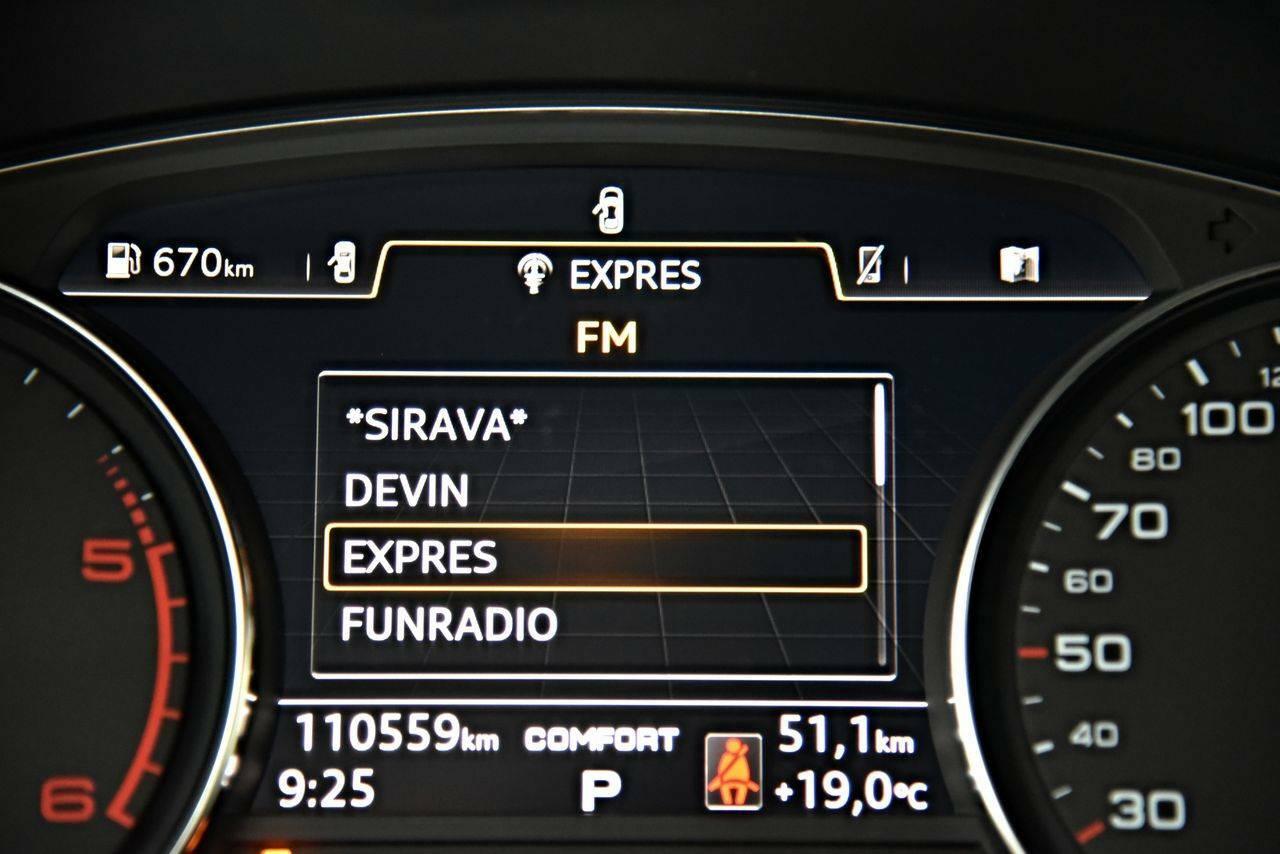 670km
EXPRES
FM
*SIRAVA*
DEVIN
EXPRES
FUNRADIO
110559km COMFORT 51,1km
9:25 P +19,0°C
5
6
100
80
70
60
50
40
30